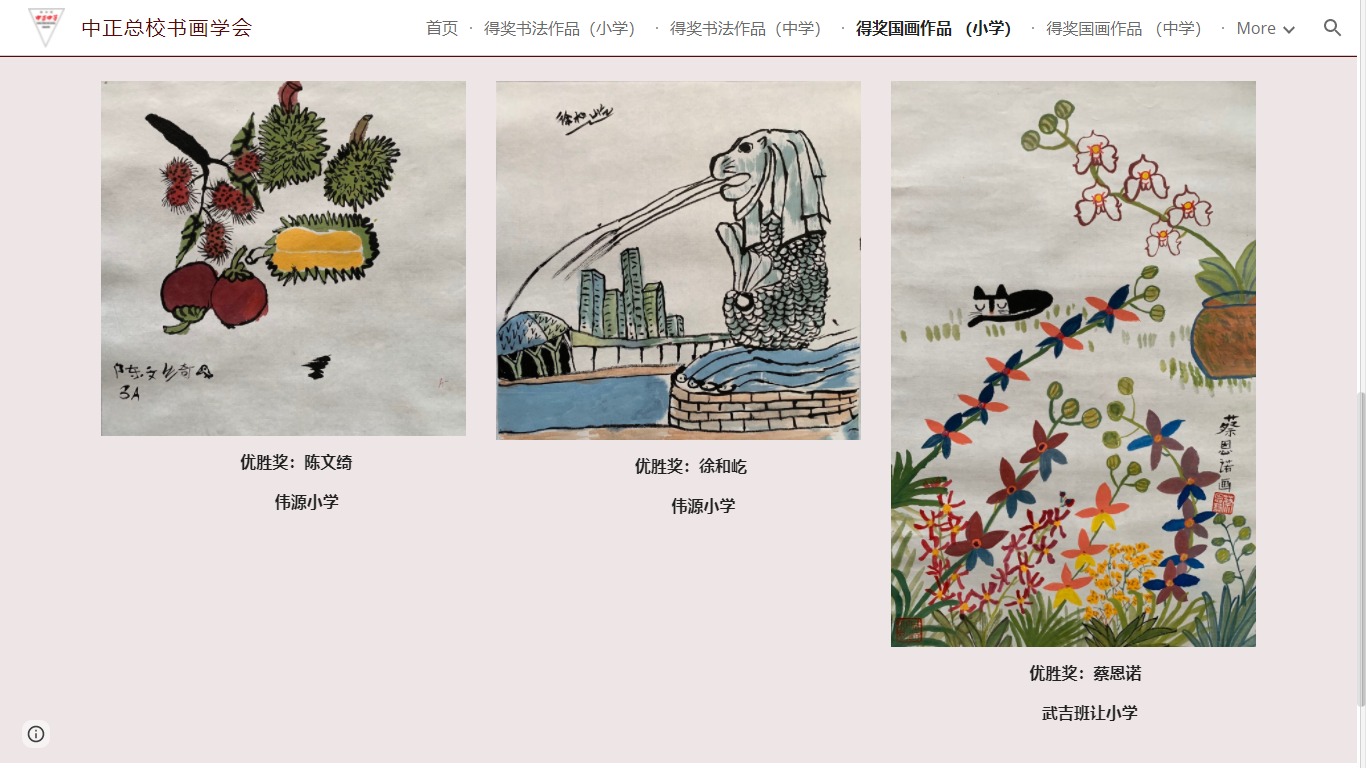 中正总校书画学会
首页 · 得奖书法作品（小学） · 得奖书法作品（中学） · 得奖国画作品 （小学） · 得奖国画作品 （中学） · More
徐和屹
3A
蔡恩诺画
优胜奖：陈文绮
伟源小学
优胜奖：徐和屹
伟源小学
优胜奖：蔡恩诺
武吉班让小学